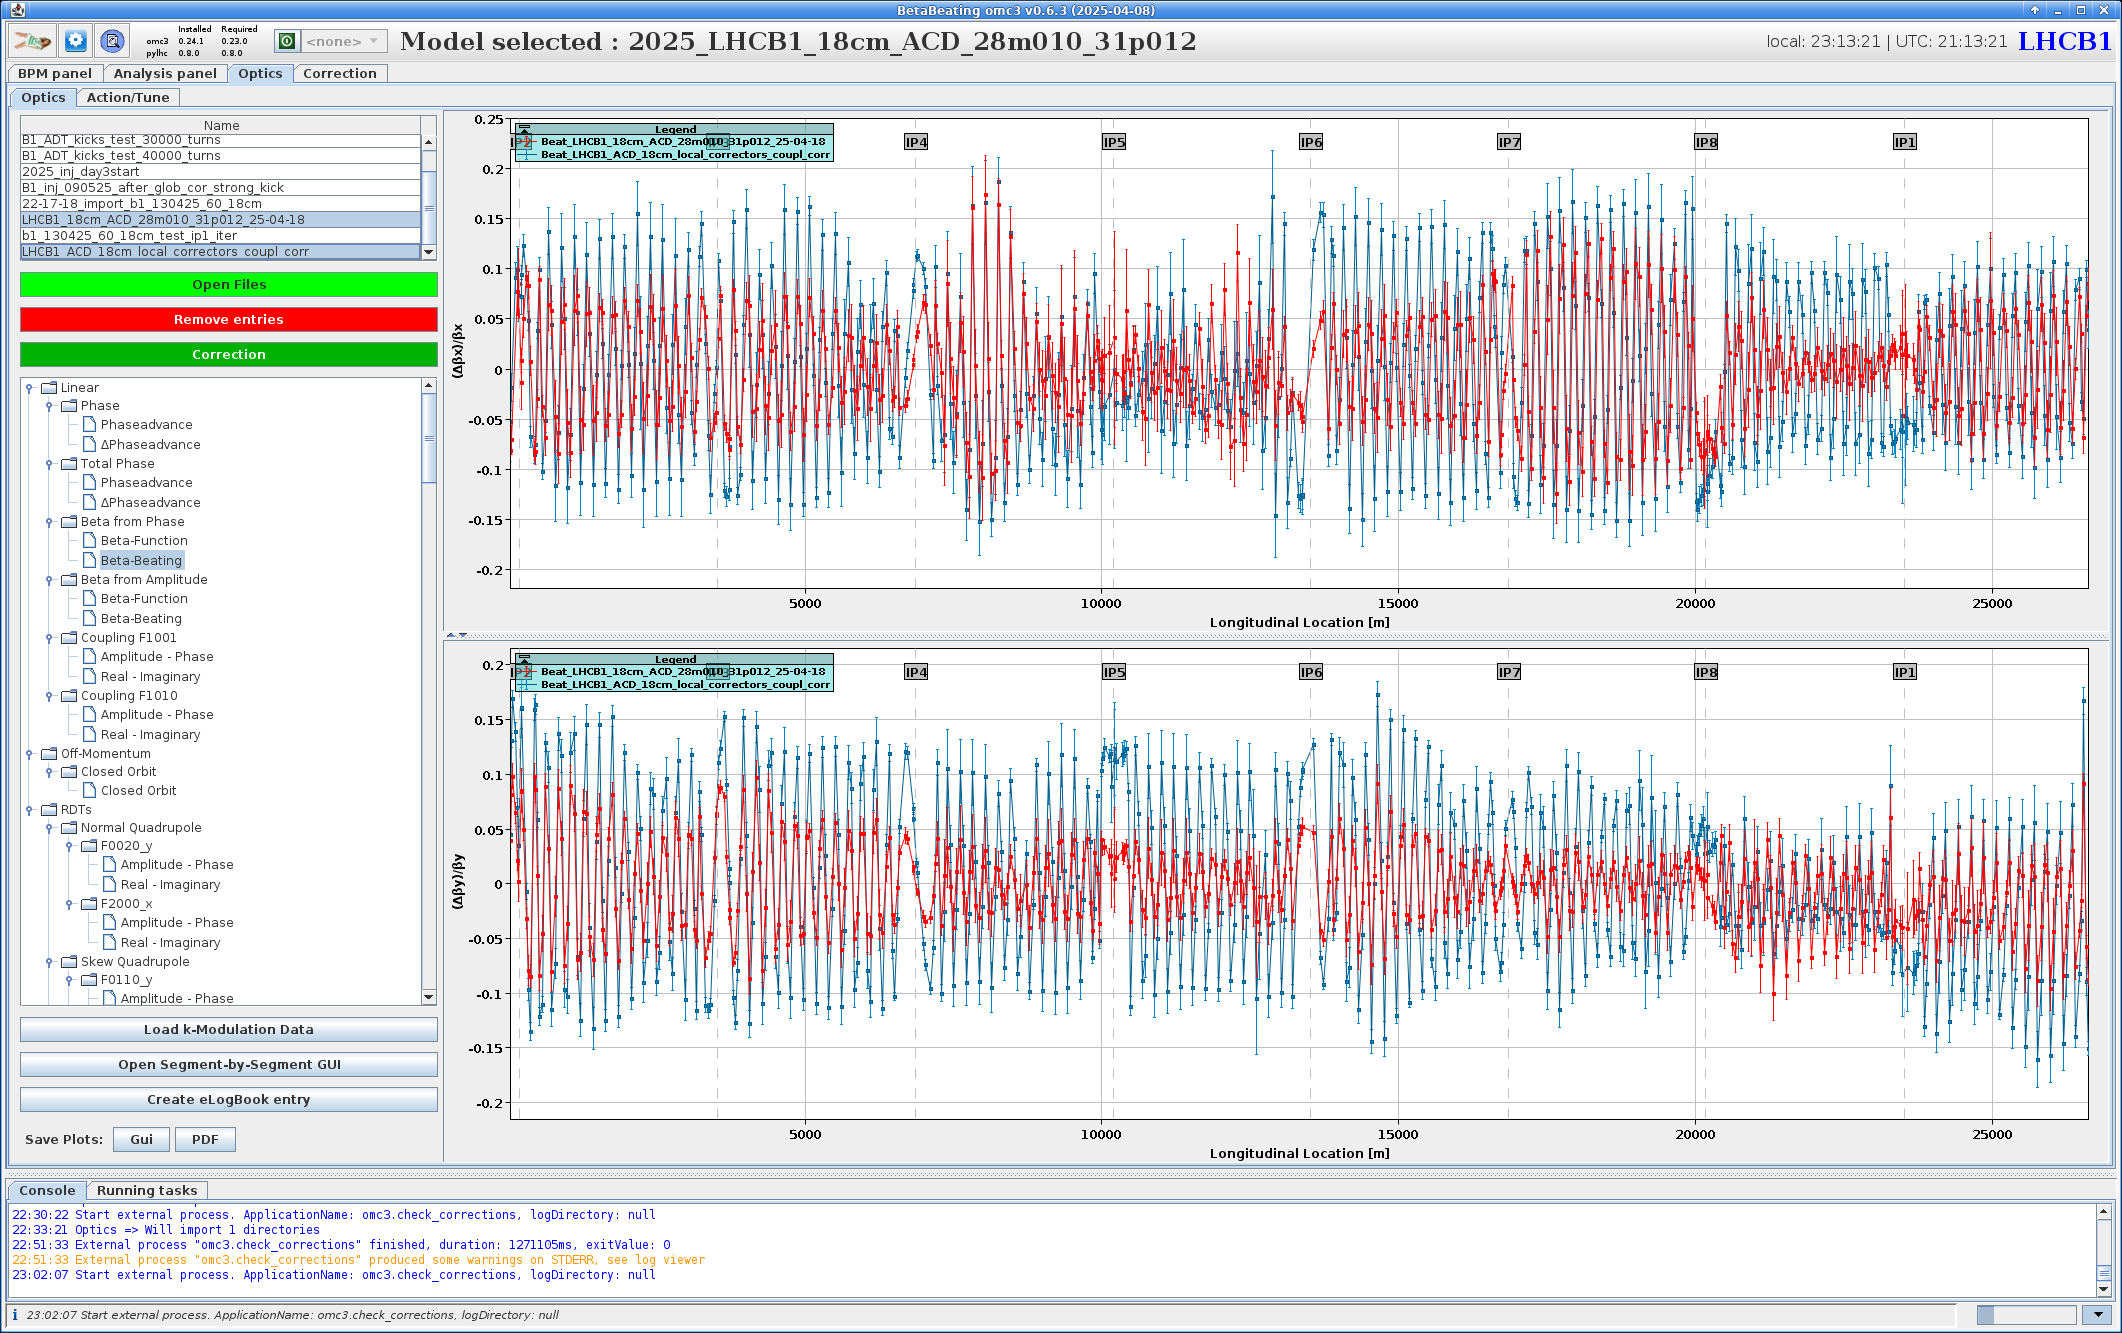 BetaBeating omc3 v0.6.3 (2025-04-08)
Installed Required
omc3 0.24.1 0.23.0
pylhc 0.8.0 0.8.0
<none>
Model selected : 2025_LHCB1_18cm_ACD_28m010_31p012
local: 23:13:21 | UTC: 21:13:21 LHCB1
BPM panel Analysis panel Optics Correction
Optics Action/Tune
Name
B1_ADT_kicks_test_30000_turns
B1_ADT_kicks_test_40000_turns
2025_inj_day3start
B1_inj_090525_after_glob_cor_strong_kick
22-17-18_import_b1_130425_60_18cm
LHCB1_18cm_ACD_28m010_31p012_25-04-18
b1_130425_60_18cm_test_ip1_iter
LHCB1_ACD_18cm_local_correctors_coupl_corr
Open Files
Remove entries
Correction
Linear
Phase
Phaseadvance
ΔPhaseadvance
Total Phase
Phaseadvance
ΔPhaseadvance
Beta from Phase
Beta-Function
Beta-Beating
Beta from Amplitude
Beta-Function
Beta-Beating
Coupling F1001
Amplitude - Phase
Real - Imaginary
Coupling F1010
Amplitude - Phase
Real - Imaginary
Off-Momentum
Closed Orbit
Closed Orbit
RDTs
Normal Quadrupole
F0020_y
Amplitude - Phase
Real - Imaginary
F2000_x
Amplitude - Phase
Real - Imaginary
Skew Quadrupole
F0110_y
Amplitude - Phase
Load k-Modulation Data
Open Segment-by-Segment GUI
Create eLogBook entry
Save Plots: Gui PDF
Legend
Beat_LHCB1_18cm_ACD_28m010_31p012_25-04-18
Beat_LHCB1_ACD_18cm_local_correctors_coupl_corr
IP4 IP5 IP6 IP7 IP8 IP1
0.25
0.2
0.15
0.1
0.05
0
-0.05
-0.1
-0.15
-0.2
(Δβx)/βx
5000 10000 15000 20000 25000
Longitudinal Location [m]
Legend
Beat_LHCB1_18cm_ACD_28m010_31p012_25-04-18
Beat_LHCB1_ACD_18cm_local_correctors_coupl_corr
IP4 IP5 IP6 IP7 IP8 IP1
0.2
0.15
0.1
0.05
0
-0.05
-0.1
-0.15
-0.2
(Δβy)/βy
5000 10000 15000 20000 25000
Longitudinal Location [m]
Console Running tasks
22:30:22 Start external process. ApplicationName: omc3.check_corrections, logDirectory: null
22:33:21 Optics => Will import 1 directories
22:51:33 External process "omc3.check_corrections" finished, duration: 1271105ms, exitValue: 0
22:51:33 External process "omc3.check_corrections" produced some warnings on STDERR, see log viewer
23:02:07 Start external process. ApplicationName: omc3.check_corrections, logDirectory: null
23:02:07 Start external process. ApplicationName: omc3.check_corrections, logDirectory: null